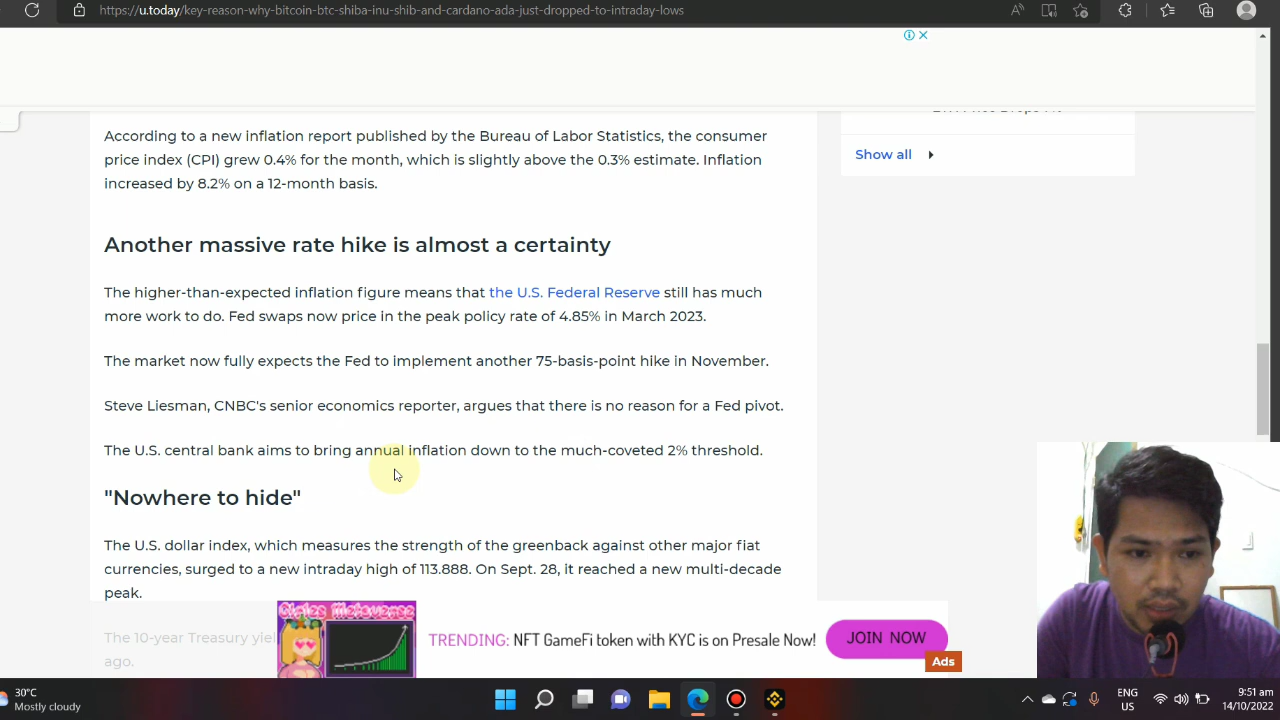 https://u.today/key-reason-why-bitcoin-btc-shiba-inu-shib-and-cardano-ada-just-dropped-to-intraday-lows
According to a new inflation report published by the Bureau of Labor Statistics, the consumer
price index (CPI) grew 0.4% for the month, which is slightly above the 0.3% estimate. Inflation
increased by 8.2% on a 12-month basis.
Show all
Another massive rate hike is almost a certainty
The higher-than-expected inflation figure means that the U.S. Federal Reserve still has much
more work to do. Fed swaps now price in the peak policy rate of 4.85% in March 2023.
The market now fully expects the Fed to implement another 75-basis-point hike in November.
Steve Liesman, CNBC's senior economics reporter, argues that there is no reason for a Fed pivot.
The U.S. central bank aims to bring annual inflation down to the much-coveted 2% threshold.
"Nowhere to hide"
The U.S. dollar index, which measures the strength of the greenback against other major fiat
currencies, surged to a new intraday high of 113.888. On Sept. 28, it reached a new multi-decade
peak.
The 10-year Treasury
ago.
TRENDING: NFT GameFi token with KYC is on Presale Now!
JOIN NOW
Ads
30°C
Mostly cloudy
ENG
US
9:51 am
14/10/2022